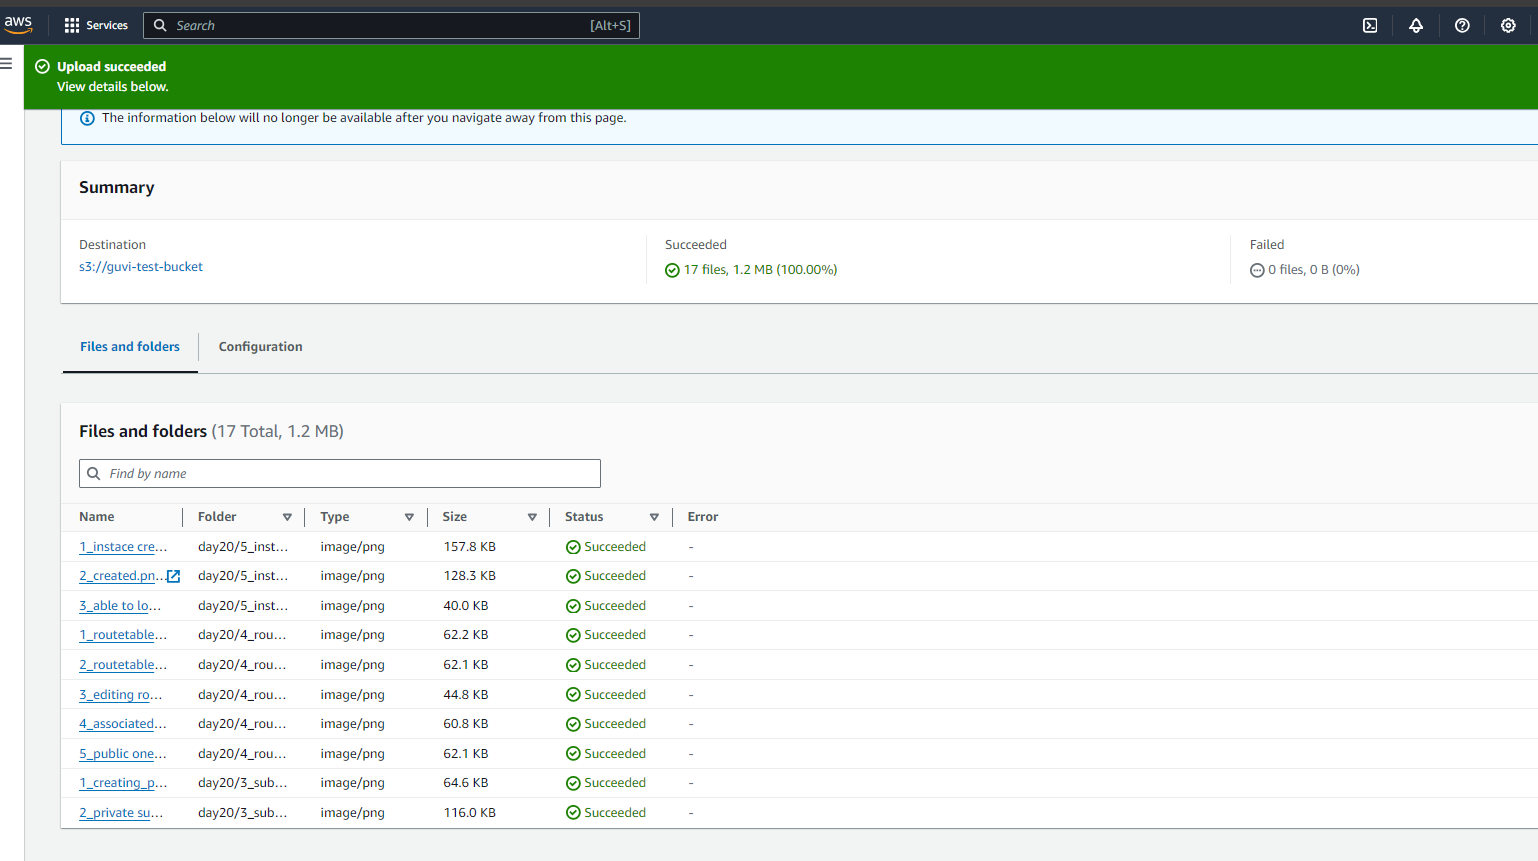 aws Services Search [Alt+S]
Upload succeeded
View details below.
The information below will no longer be available after you navigate away from this page.
Summary
Destination Succeeded Failed
s3://guvi-test-bucket 17 files, 1.2 MB (100.00%) 0 files, 0 B (0%)
Files and folders Configuration
Files and folders (17 Total, 1.2 MB)
Find by name
Name Folder Type Size Status Error
1_instace cre... day20/5_inst... image/png 157.8 KB Succeeded -
2_created.pn... day20/5_inst... image/png 128.3 KB Succeeded -
3_able to lo... day20/5_inst... image/png 40.0 KB Succeeded -
1_routetable... day20/4_rou... image/png 62.2 KB Succeeded -
2_routetable... day20/4_rou... image/png 62.1 KB Succeeded -
3_editing ro... day20/4_rou... image/png 44.8 KB Succeeded -
4_associated... day20/4_rou... image/png 60.8 KB Succeeded -
5_public one... day20/4_rou... image/png 62.1 KB Succeeded -
1_creating_p... day20/3_sub... image/png 64.6 KB Succeeded -
2_private su... day20/3_sub... image/png 116.0 KB Succeeded -